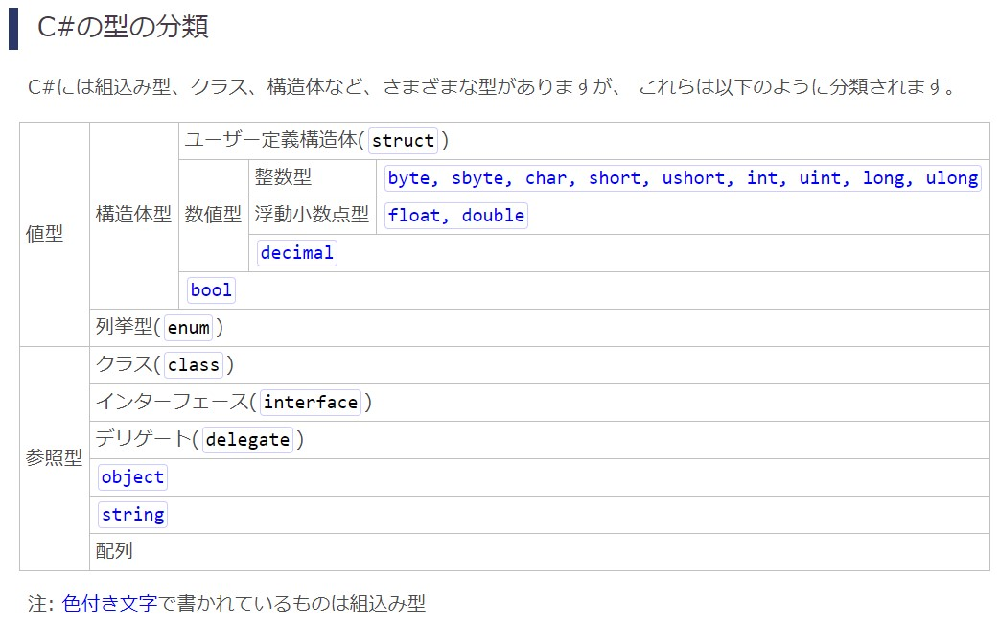 C#の型の分類
C#には組込み型、クラス、構造体など、さまざまな型がありますが、 これらは以下のように分類されます。
値型
構造体型
ユーザー定義構造体(struct)
数値型
整数型
byte, sbyte, char, short, ushort, int, uint, long, ulong
浮動小数点型
float, double
decimal
bool
列挙型(enum)
参照型
クラス(class)
インターフェース(interface)
デリゲート(delegate)
object
string
配列
注: 色付き文字で書かれているものは組込み型